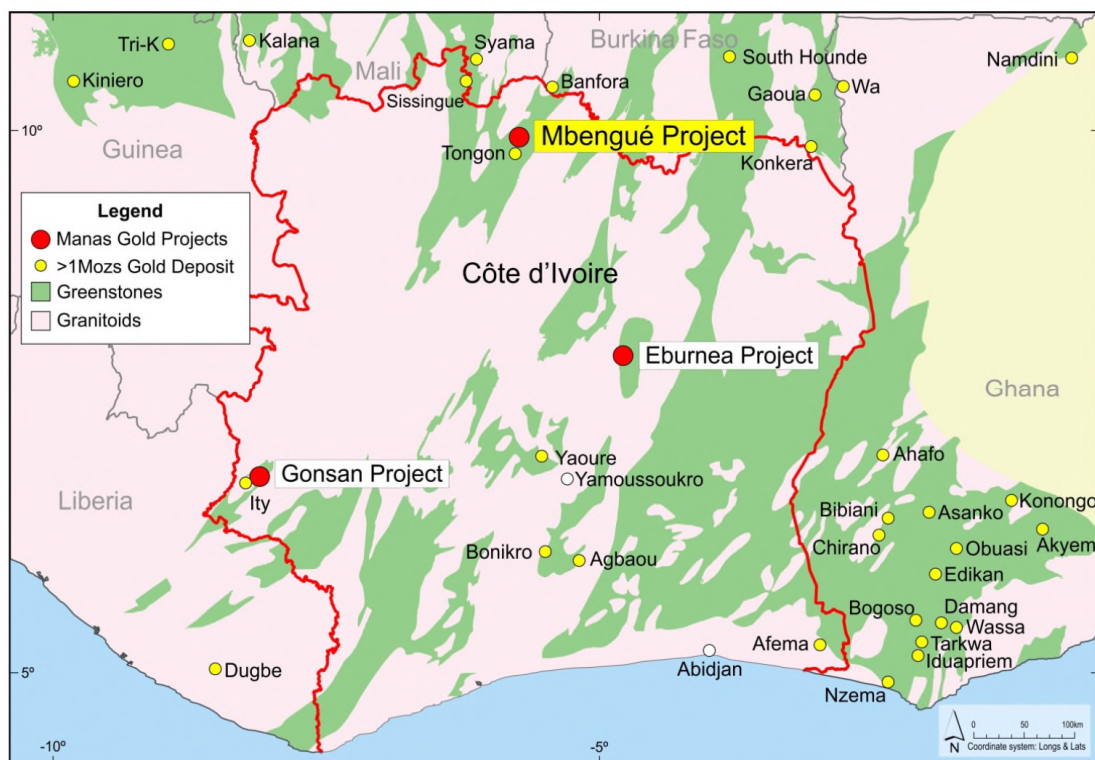 Tri-K
Kalana
Kiniero
Mali
Syama
Sissingue
Burkina Faso
Banfora
South Hounde
Gaoua
Wa
Namdini
10º
Guinea
Mbengué Project
Tongon
Konkera
Legend
Manas Gold Projects
>1Mozs Gold Deposit
Greenstones
Granitoids
Côte d'Ivoire
Eburnea Project
Ghana
Liberia
Gonsan Project
Ity
Yaoure
Yamoussoukro
Ahafo
Bibiani
Asanko
Konongo
Chirano
Obuasi
Akyem
Bonikro
Agbaou
Edikan
Bogoso
Damang
Wassa
Tarkwa
Iduapriem
Afema
Abidjan
Nzema
Dugbe
5º
-10º
-5º
N
0 50 100km
Coordinate system: Longs & Lats